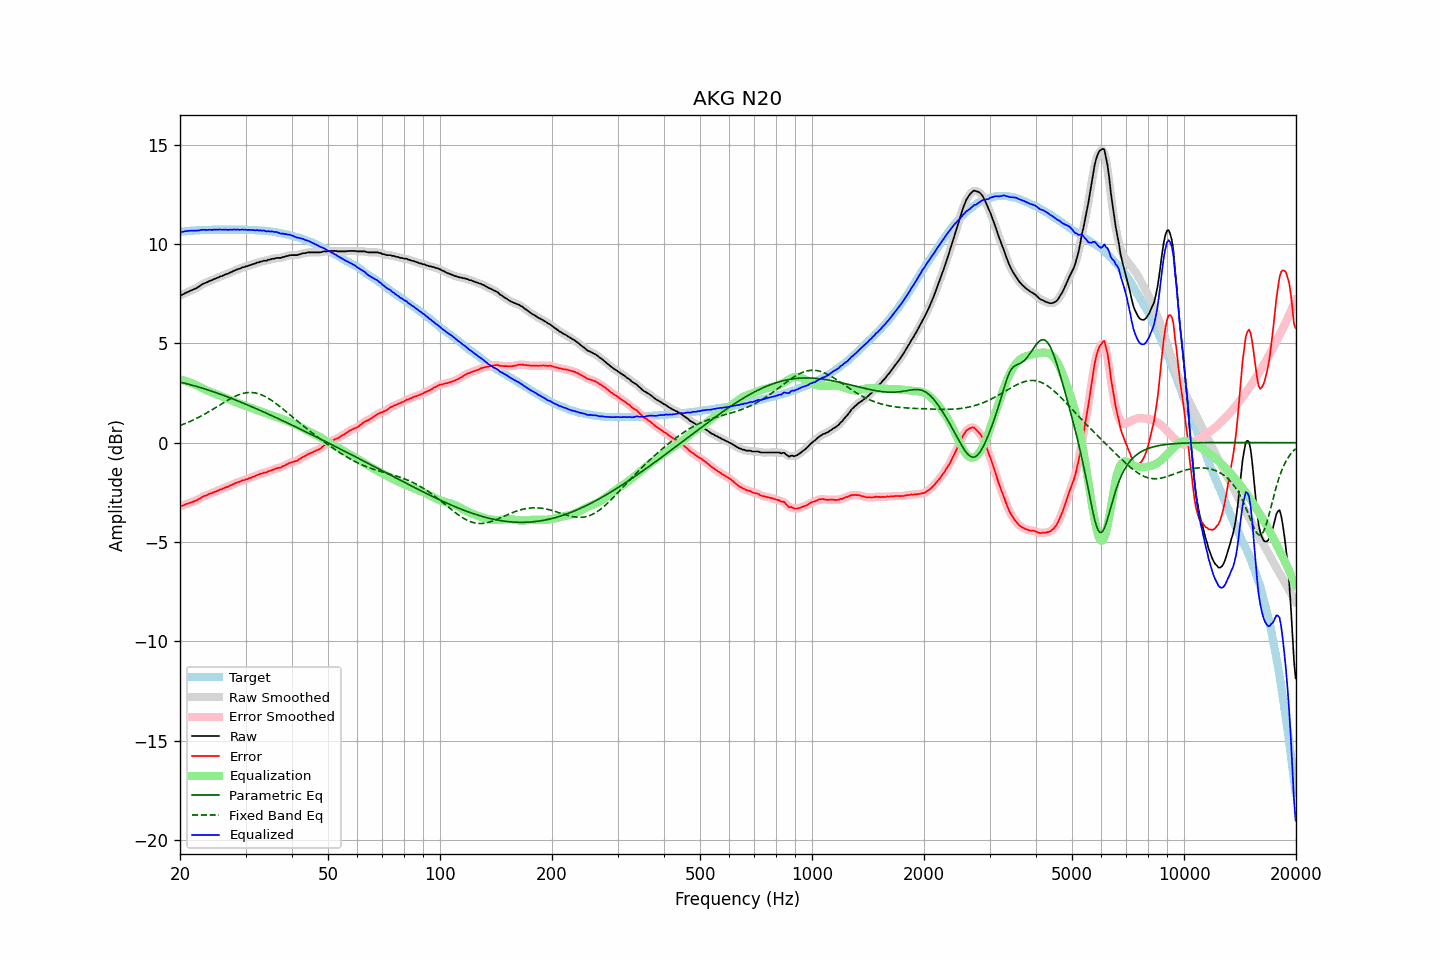 AKG N20
Amplitude (dBr)
15
10
5
0
−5
−10
−15
−20
Target
Raw Smoothed
Error Smoothed
Raw
Error
Equalization
Parametric Eq
Fixed Band Eq
Equalized
20 50 100 200 500 1000 2000 5000 10000 20000
Frequency (Hz)